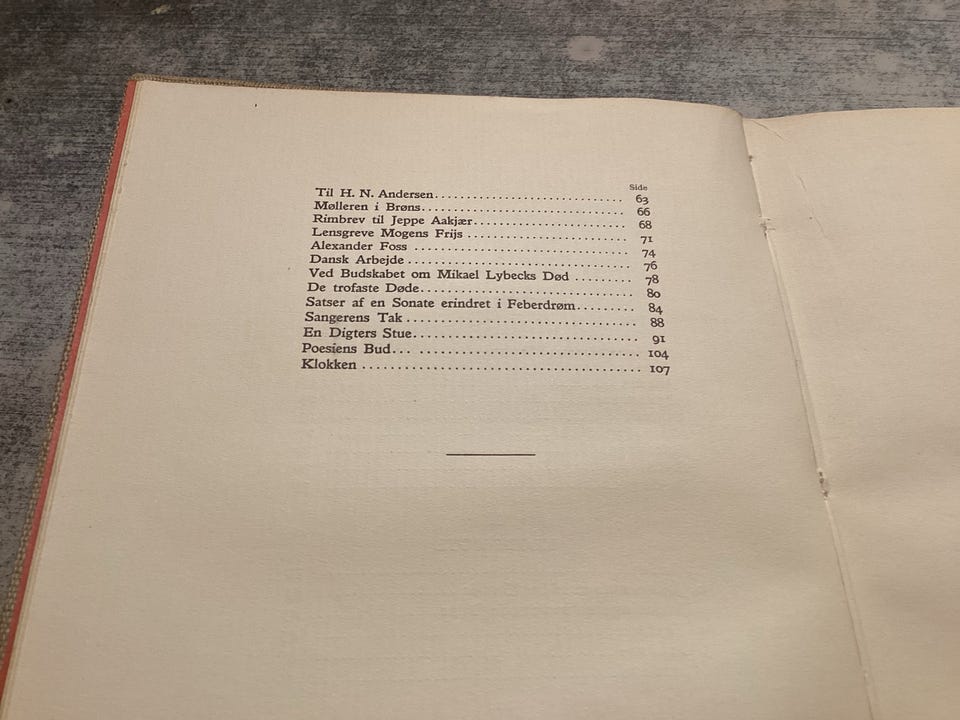 Side
Til H. N. Andersen.............................. 63
Mølleren i Brøns................................ 66
Rimbrev til Jeppe Aakjær........................ 68
Lensgreve Mogens Frijs ......................... 71
Alexander Foss ................................. 74
Dansk Arbejde .................................. 76
Ved Budskabet om Mikael Lybecks Død ......... 78
De trofaste Døde................................ 80
Satser af en Sonate erindret i Feberdrøm......... 84
Sangerens Tak .................................. 88
En Digters Stue................................. 91
Poesiens Bud... ................................ 104
Klokken ........................................ 107